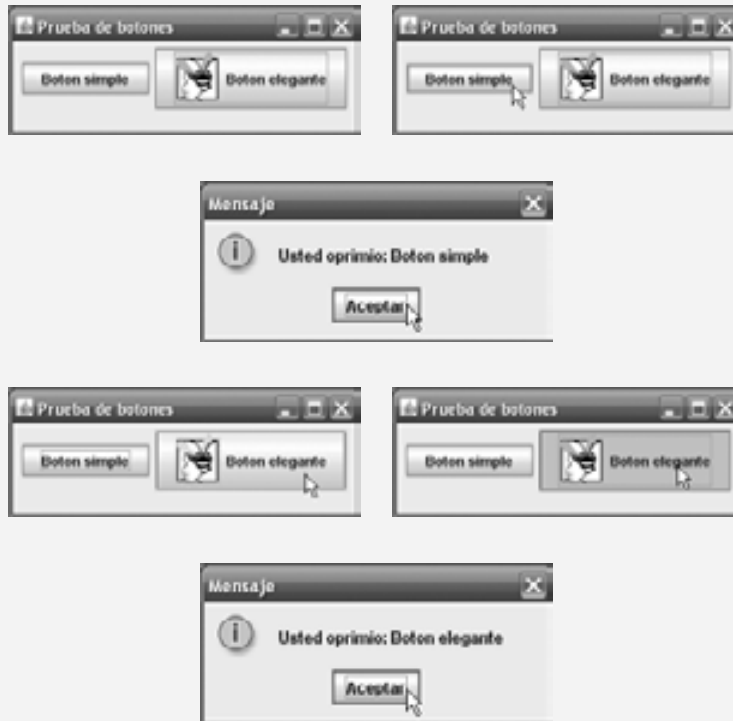 Prueba de botones
Prueba de botones
Boton simple Boton elegante
Boton simple Boton elegante
Mensaje
Usted oprimio: Boton simple
Aceptar
Prueba de botones
Prueba de botones
Boton simple Boton elegante
Boton simple Boton elegante
Mensaje
Usted oprimio: Boton elegante
Aceptar